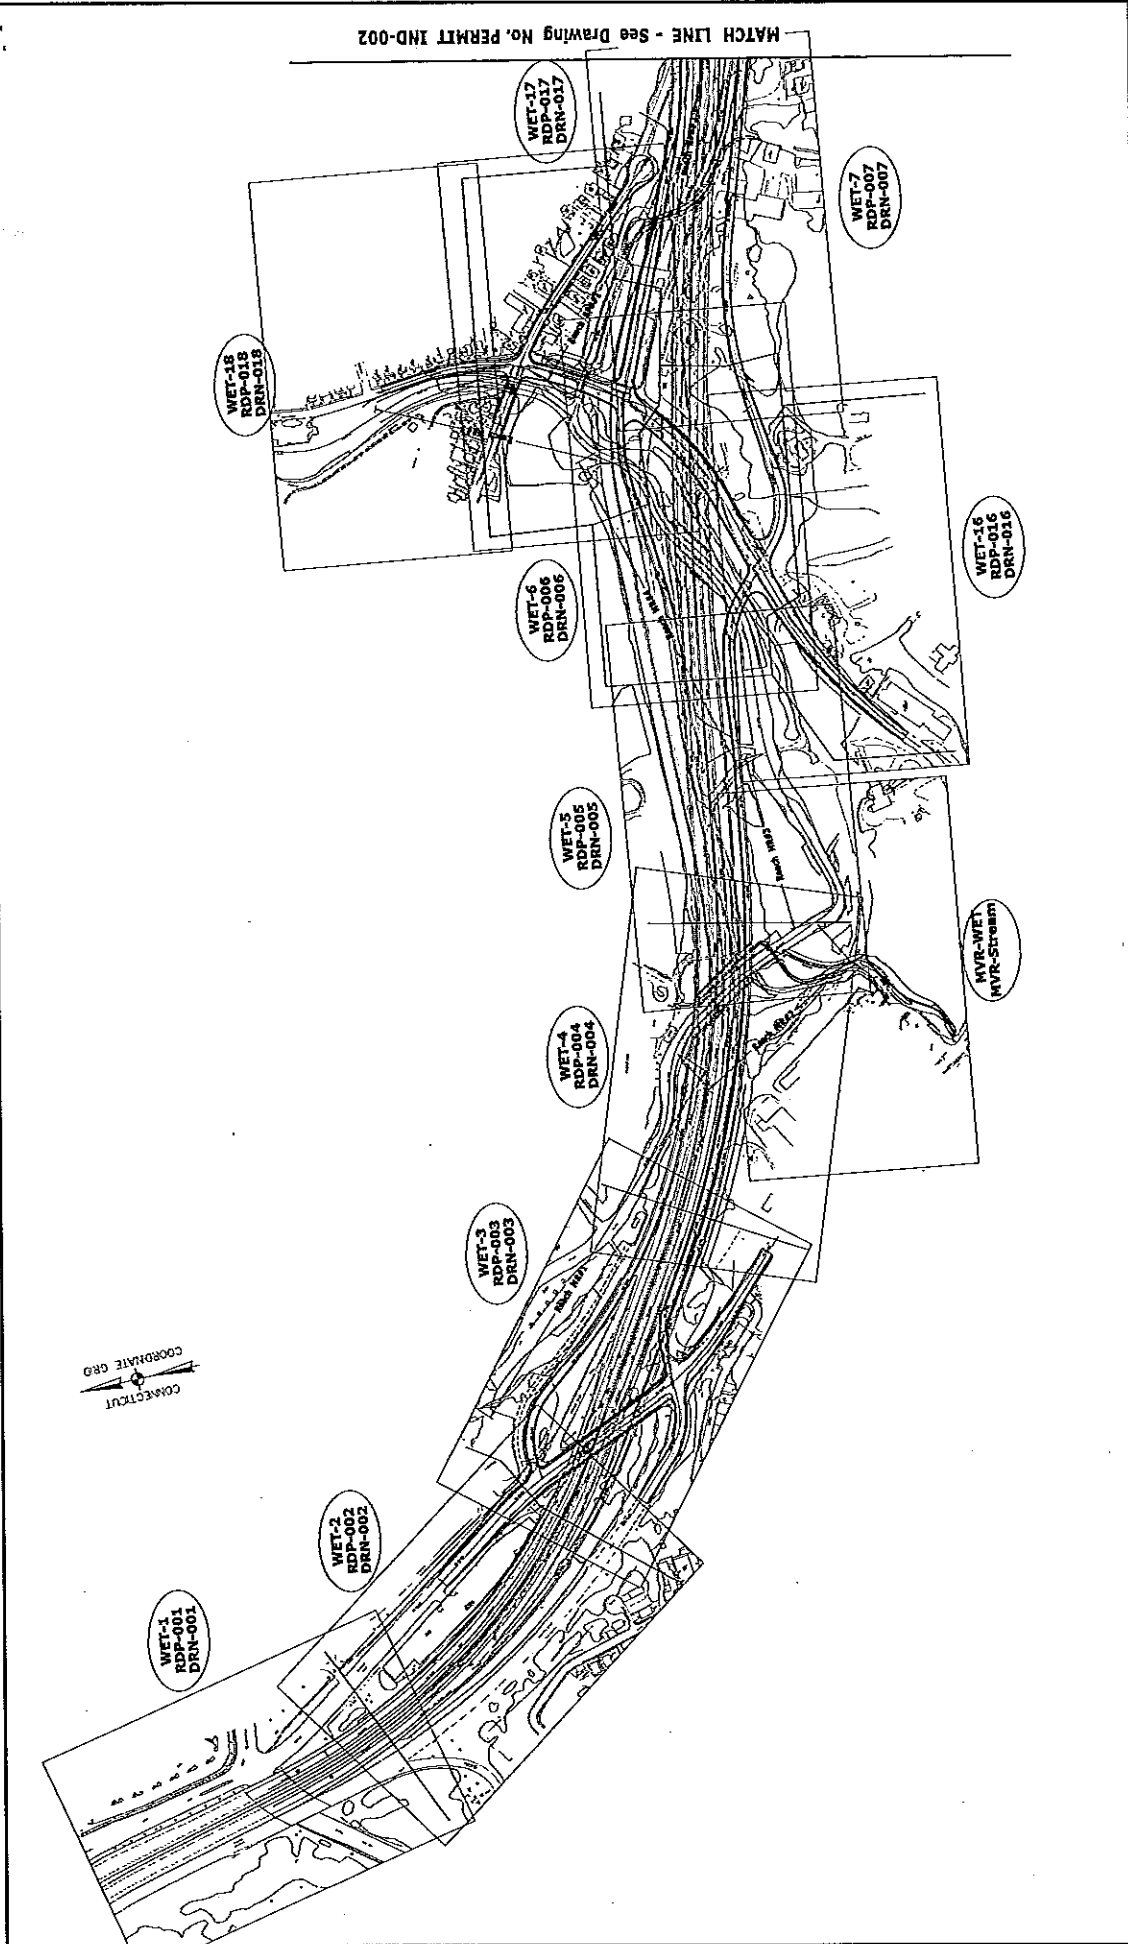 MATCH LINE - See Drawing No. PERMIT IND-002
WET-17
RDP-017
DRN-017
WET-7
RDP-007
DRN-007
WET-18
RDP-018
DRN-018
WET-16
RDP-016
DRN-016
WET-6
RDP-006
DRN-006
WET-5
RDP-005
DRN-005
MVR-WET
MVR-Stream
WET-4
RDP-004
DRN-004
WET-3
RDP-003
DRN-003
CONNECTICUT
COORDINATE GRID
WET-2
RDP-002
DRN-002
WET-1
RDP-001
DRN-001